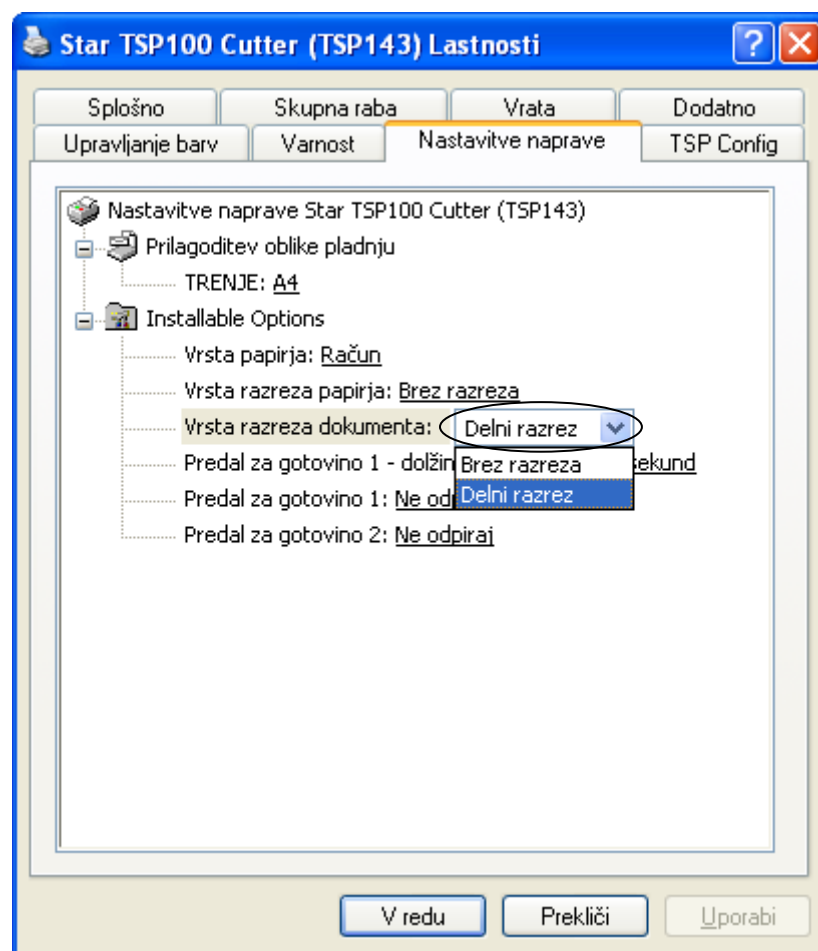 Star TSP100 Cutter (TSP143) Lastnosti
Splošno Skupna raba Vrata Dodatno
Upravljanje barv Varnost Nastavitve naprave TSP Config
Nastavitve naprave Star TSP100 Cutter (TSP143)
Prilagoditev oblike pladnju
TRENJE: A4
Installable Options
Vrsta papirja: Račun
Vrsta razreza papirja: Brez razreza
Vrsta razreza dokumenta: Delni razrez
Predal za gotovino 1 - Brez razreza
Predal za gotovino 1: Ne Delni razrez
Predal za gotovino 2: Ne odpiraj
V redu Prekliči Uporabi